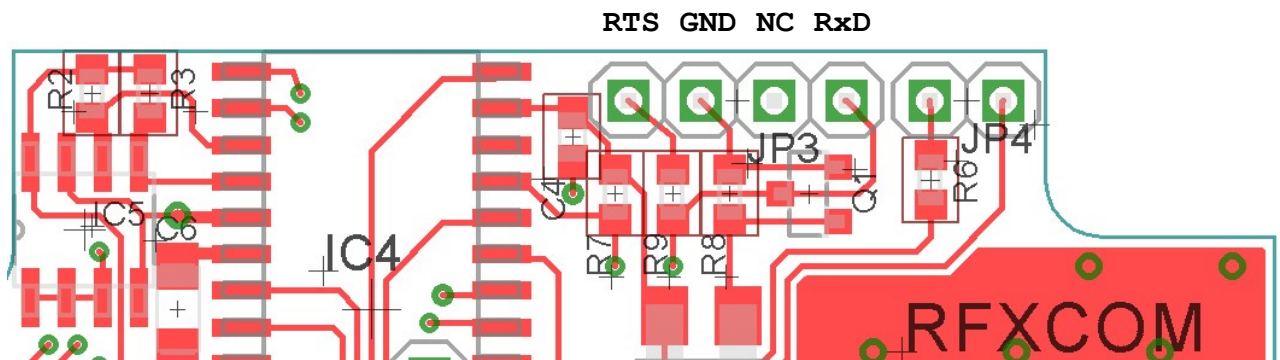 RTS GND NC RxD
R2
R3
JP3
JP4
C4
Q1
R6
IC5
C6
IC4
R7
R9
R8
RFXCOM